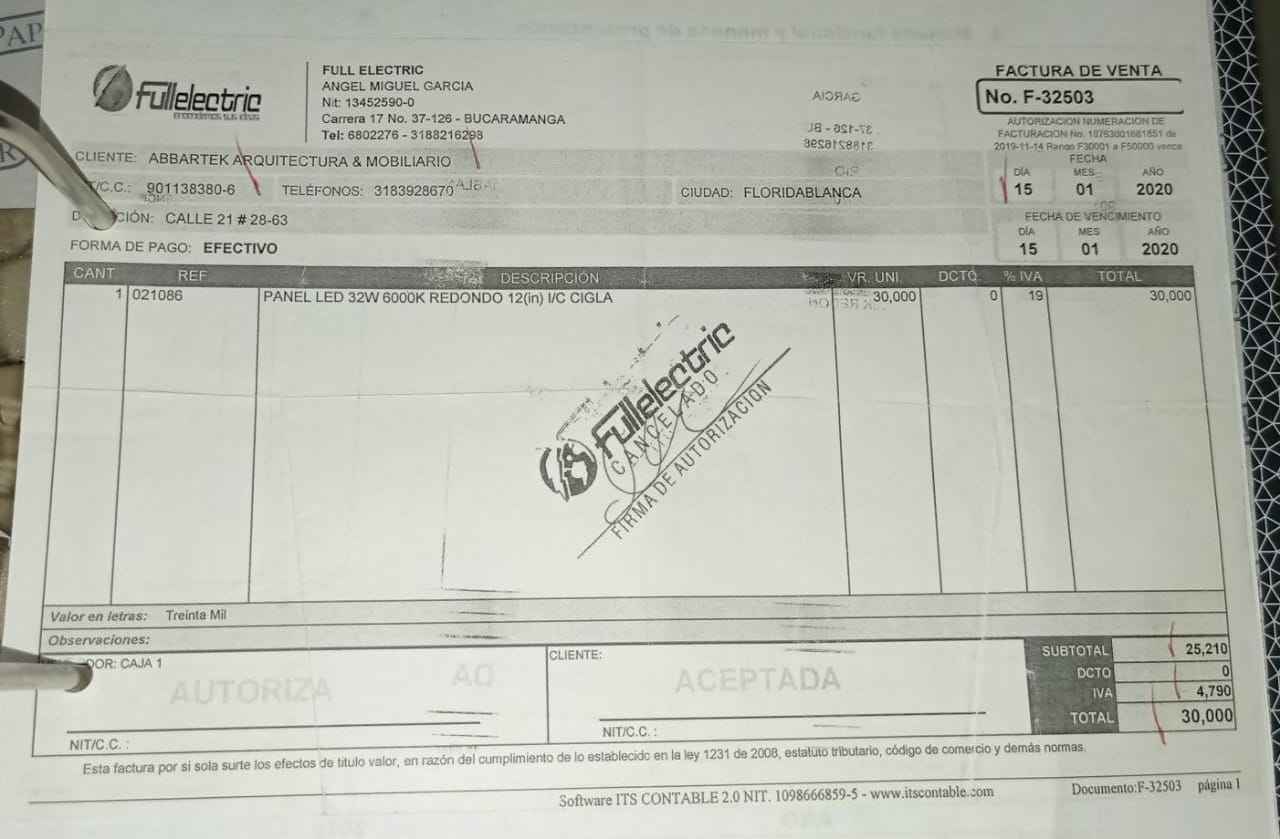 Fullelectric
FULL ELECTRIC
ANGEL MIGUEL GARCIA
Nit: 13452590-0
Carrera 17 No. 37-126 - BUCARAMANGA
Tel: 6802276 - 3188216298
FACTURA DE VENTA
No. F-32503
AUTORIZACION NUMERACION DE
FACTURACION No. 18763001681851 de
2019-11-14 Rango F30001 a F50000 vence
CLIENTE: ABBARTEK ARQUITECTURA & MOBILIARIO
/C.C.: 901138380-6 TELÉFONOS: 3183928670 CIUDAD: FLORIDABLANCA
CIÓN: CALLE 21 # 28-63
FORMA DE PAGO: EFECTIVO
FECHA
DÍA MES AÑO
15 01 2020
FECHA DE VENCIMIENTO
DÍA MES AÑO
15 01 2020
CANT. REF DESCRIPCIÓN VR. UNI. DCTO. % IVA TOTAL
1 021086 PANEL LED 32W 6000K REDONDO 12(in) I/C CIGLA 30,000 0 19 30,000
Fullelectric
CANCELADO
FIRMA DE AUTORIZACION
Valor en letras: Treinta Mil
Observaciones:
DOR: CAJA 1
AUTORIZA
NIT/C.C. :
CLIENTE:
ACEPTADA
NIT/C.C. :
SUBTOTAL 25,210
DCTO 0
IVA 4,790
TOTAL 30,000
Esta factura por si sola surte los efectos de titulo valor, en razón del cumplimiento de lo establecido en la ley 1231 de 2008, estatuto tributario, código de comercio y demás normas.
Software ITS CONTABLE 2.0 NIT. 1098666859-5 - www.itscontable.com
Documento:F-32503 página 1